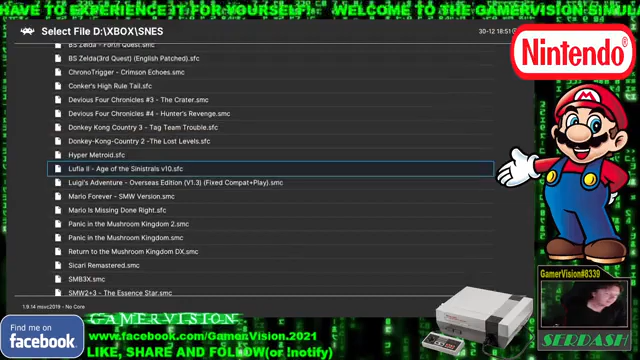 HAVE TO EXPERIENCE IT FOR YOURSELF! WELCOME TO THE GAMERVISION SIMULA
Select File D:\XBOX\SNES
30-12 18:51
BS Zelda - Forth Quest.smc
BS Zelda(3rd Quest) (English Patched).sfc
ChronoTrigger - Crimson Echoes.smc
Conker's High Rule Tail.sfc
Devious Four Chronicles #3 - The Crater.smc
Devious Four Chronicles #4 - Hunter's Revenge.smc
Donkey Kong Country 3 - Tag Team Trouble.sfc
Donkey-Kong-Country 2 -The Lost Levels.sfc
Hyper Metroid.sfc
Lufia II - Age of the Sinistrals v10.sfc
Luigi's Adventure - Overseas Edition (V1.3) (Fixed Compat+Play).smc
Mario Forever - SMW Version.smc
Mario Is Missing Done Right.sfc
Panic in the Mushroom Kingdom 2.smc
Panic in the Mushroom Kingdom.smc
Return to the Mushroom Kingdom DX.smc
Sicari Remastered.smc
SMB3X.smc
SMW2+3 - The Essence Star.smc
1.9.14 msvc2019 - No Core
Nintendo
GamerVision#8339
SERDASH
Find me on
facebook
GAMERVISION
www.facebook.com/Gamer.Vision.2021
LIKE, SHARE AND FOLLOW(or !notify)